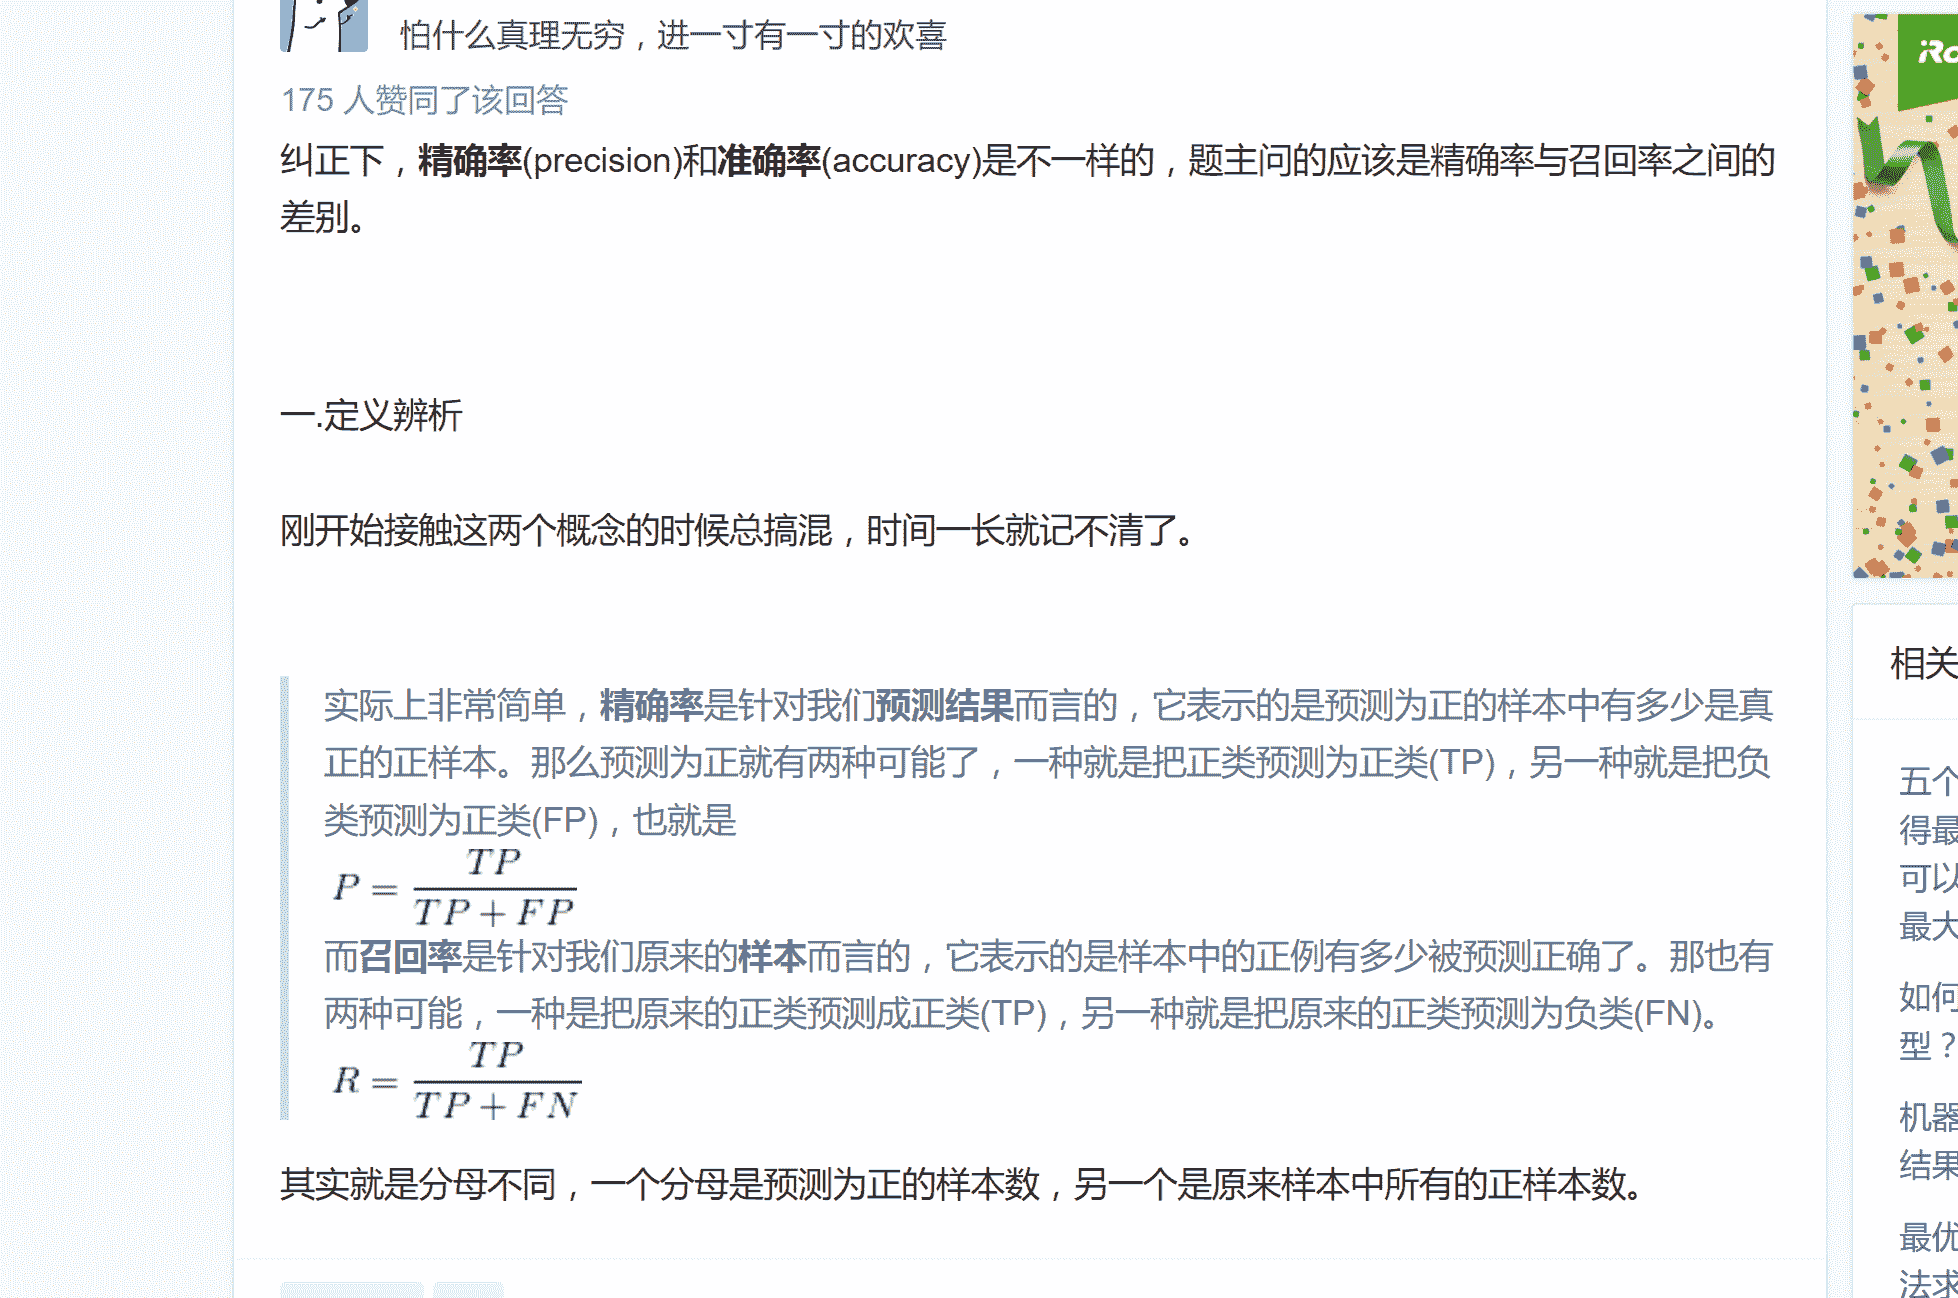 怕什么真理无穷，进一寸有一寸的欢喜
175 人赞同了该回答
纠正下，精确率(precision)和准确率(accuracy)是不一样的，题主问的应该是精确率与召回率之间的
差别。
一.定义辨析
刚开始接触这两个概念的时候总搞混，时间一长就记不清了。
实际上非常简单，精确率是针对我们预测结果而言的，它表示的是预测为正的样本中有多少是真
正的正样本。那么预测为正就有两种可能了，一种就是把正类预测为正类(TP)，另一种就是把负
类预测为正类(FP)，也就是
P = TP / TP + FP
而召回率是针对我们原来的样本而言的，它表示的是样本中的正例有多少被预测正确了。那也有
两种可能，一种是把原来的正类预测成正类(TP)，另一种就是把原来的正类预测为负类(FN)。
R = TP / TP + FN
其实就是分母不同，一个分母是预测为正的样本数，另一个是原来样本中所有的正样本数。
相关
五个
得最
可以
最大
如何
型？
机器
结果
最优
法求